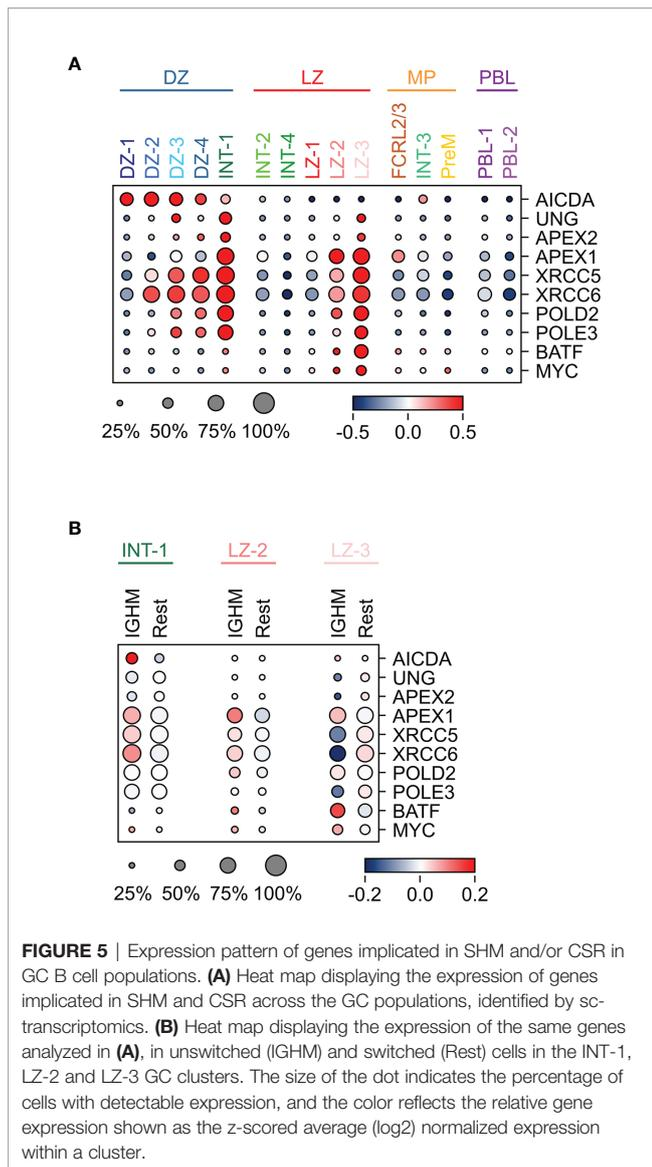 A
DZ LZ MP PBL
DZ-1 DZ-2 DZ-3 DZ-4 INT-1 INT-2 INT-4 LZ-1 LZ-2 LZ-3 FCRL2/3 INT-3 PreM PBL-1 PBL-2
AICDA
UNG
APEX2
APEX1
XRCC5
XRCC6
POLD2
POLE3
BATF
MYC
25% 50% 75% 100%
-0.5 0.0 0.5
B
INT-1 LZ-2 LZ-3
IGHM Rest IGHM Rest IGHM Rest
AICDA
UNG
APEX2
APEX1
XRCC5
XRCC6
POLD2
POLE3
BATF
MYC
25% 50% 75% 100%
-0.2 0.0 0.2
FIGURE 5 | Expression pattern of genes implicated in SHM and/or CSR in
GC B cell populations. (A) Heat map displaying the expression of genes
implicated in SHM and CSR across the GC populations, identified by sc-
transcriptomics. (B) Heat map displaying the expression of the same genes
analyzed in (A), in unswitched (IGHM) and switched (Rest) cells in the INT-1,
LZ-2 and LZ-3 GC clusters. The size of the dot indicates the percentage of
cells with detectable expression, and the color reflects the relative gene
expression shown as the z-scored average (log2) normalized expression
within a cluster.